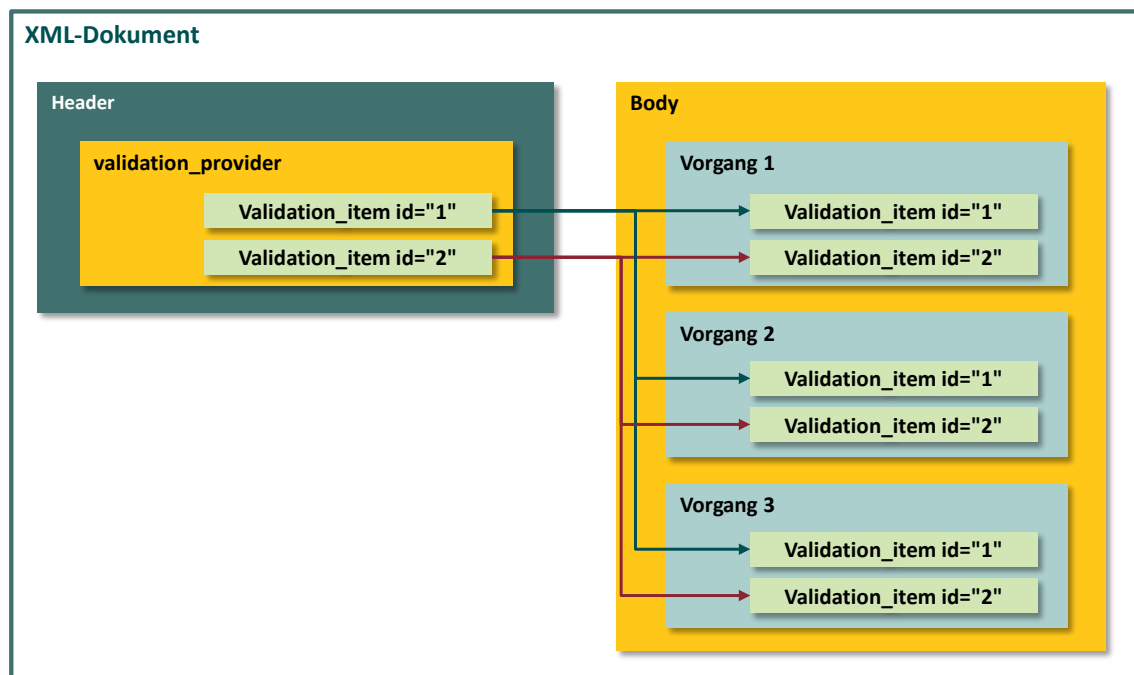 XML-Dokument
Header
validation_provider
Validation_item id="1"
Validation_item id="2"
Body
Vorgang 1
Validation_item id="1"
Validation_item id="2"
Vorgang 2
Validation_item id="1"
Validation_item id="2"
Vorgang 3
Validation_item id="1"
Validation_item id="2"